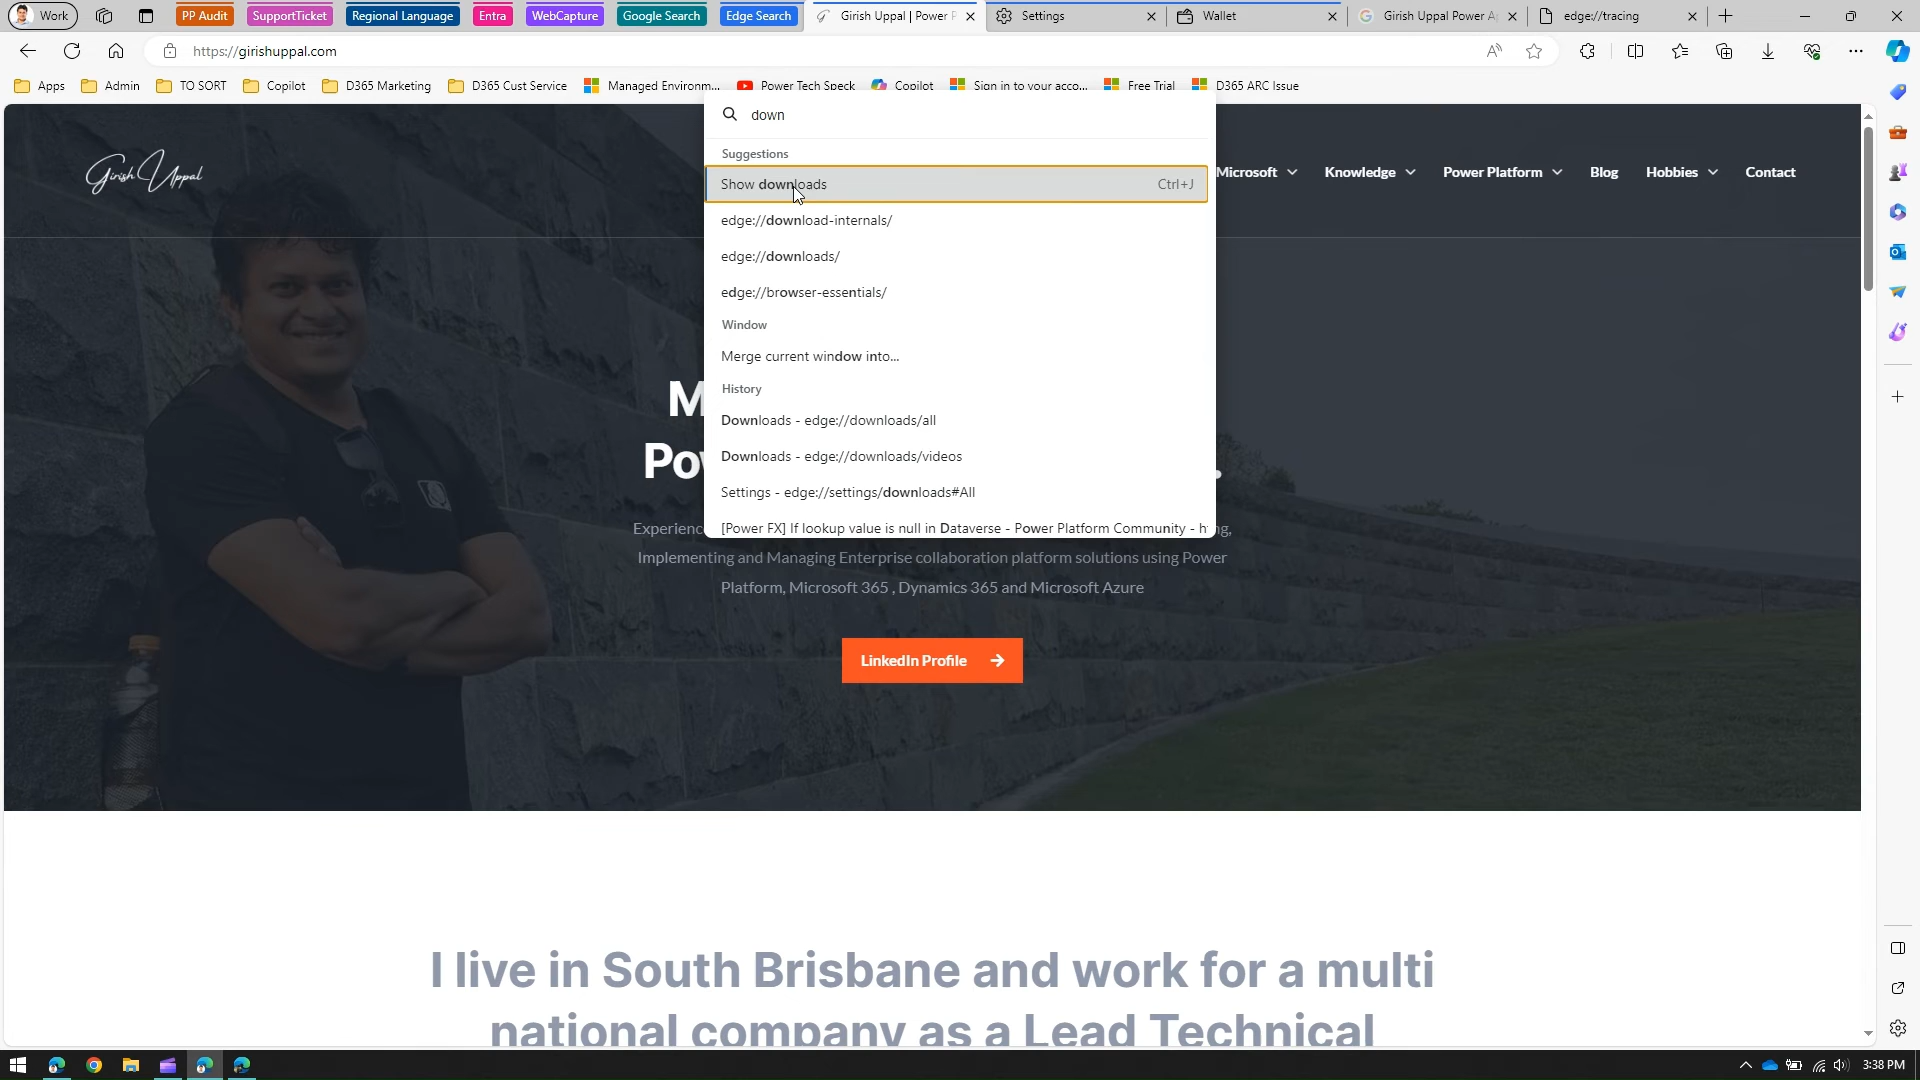 Work
PP Audit
SupportTicket
Regional Language
Entra
WebCapture
Google Search
Edge Search
Girish Uppal | Power P
Settings
Wallet
Girish Uppal Power A
edge://tracing
https://girishuppal.com
Apps
Admin
TO SORT
Copilot
D365 Marketing
D365 Cust Service
Managed Environm...
Power Tech Speck
Copilot
Sign in to your acco...
Free Trial
D365 ARC Issue
down
Suggestions
Show downloads Ctrl+J
edge://download-internals/
edge://downloads/
edge://browser-essentials/
Window
Merge current window into...
History
Downloads - edge://downloads/all
Downloads - edge://downloads/videos
Settings - edge://settings/downloads#All
[Power FX] If lookup value is null in Dataverse - Power Platform Community - h
Girish Uppal
Microsoft
Knowledge
Power Platform
Blog
Hobbies
Contact
M
Po
Experienc
ng,
Implementing and Managing Enterprise collaboration platform solutions using Power
Platform, Microsoft 365 , Dynamics 365 and Microsoft Azure
LinkedIn Profile
I live in South Brisbane and work for a multi
national company as a Lead Technical
3:38 PM